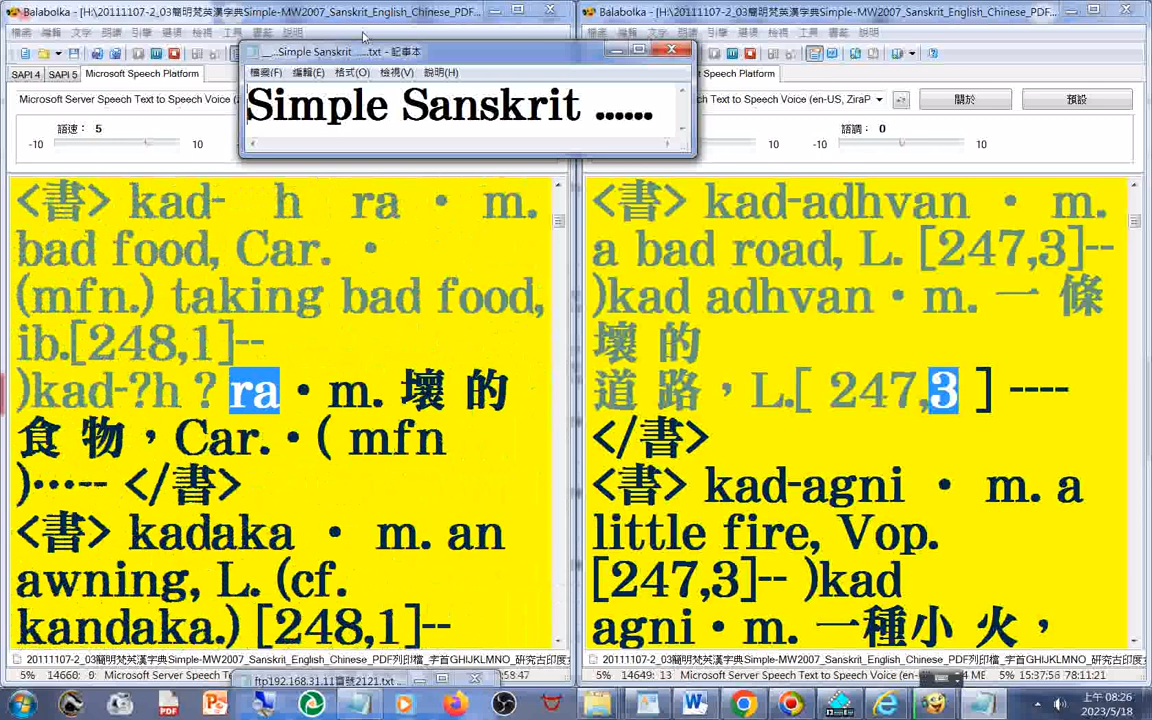 Balabolka - [H:\20111107-2_03簡明梵英漢字典Simple-MW2007_Sanskrit_English_Chinese_PDF...
Balabolka - [H:\20111107-2_03簡明梵英漢字典Simple-MW2007_Sanskrit_English_Chinese_PDF...
__...Simple Sanskrit ......txt - 記事本
檔案(F) 編輯(E) 格式(O) 檢視(V) 說明(H)
Simple Sanskrit ......
SAPI 4 SAPI 5 Microsoft Speech Platform
t Speech Platform
Microsoft Server Speech Text to Speech Voice (
ch Text to Speech Voice (en-US, ZiraP
關於 預設
語速： 5
-10 10
語調： 0
10 -10 10
<書> kad- h ra • m.
bad food, Car. •
(mfn.) taking bad food,
ib.[248,1]--
)kad-?h ? ra • m. 壞 的
食 物，Car. • ( mfn
)…-- </書>
<書> kadaka • m. an
awning, L. (cf.
kandaka.) [248,1]--
<書> kad-adhvan • m.
a bad road, L. [247,3]--
)kad adhvan • m. 一 條
壞 的
道 路，L.[ 247,3 ] ----
</書>
<書> kad-agni • m. a
little fire, Vop.
[247,3]-- )kad
agni • m. 一種小 火，
20111107-2_03簡明梵英漢字典Simple-MW2007_Sanskrit_English_Chinese_PDF列印檔_字首GHIJKLMNO_研究古印度
20111107-2_03簡明梵英漢字典Simple-MW2007_Sanskrit_English_Chinese_PDF列印檔_字首GHIJKLMNO_研究古印度
5% 14660: 9 Microsoft Server Sp
58:47
5% 14649: 13 Microsoft Server Speech Text to Speech Voice (en-
15:37:56 78:11:21
上午 08:26
2023/5/18